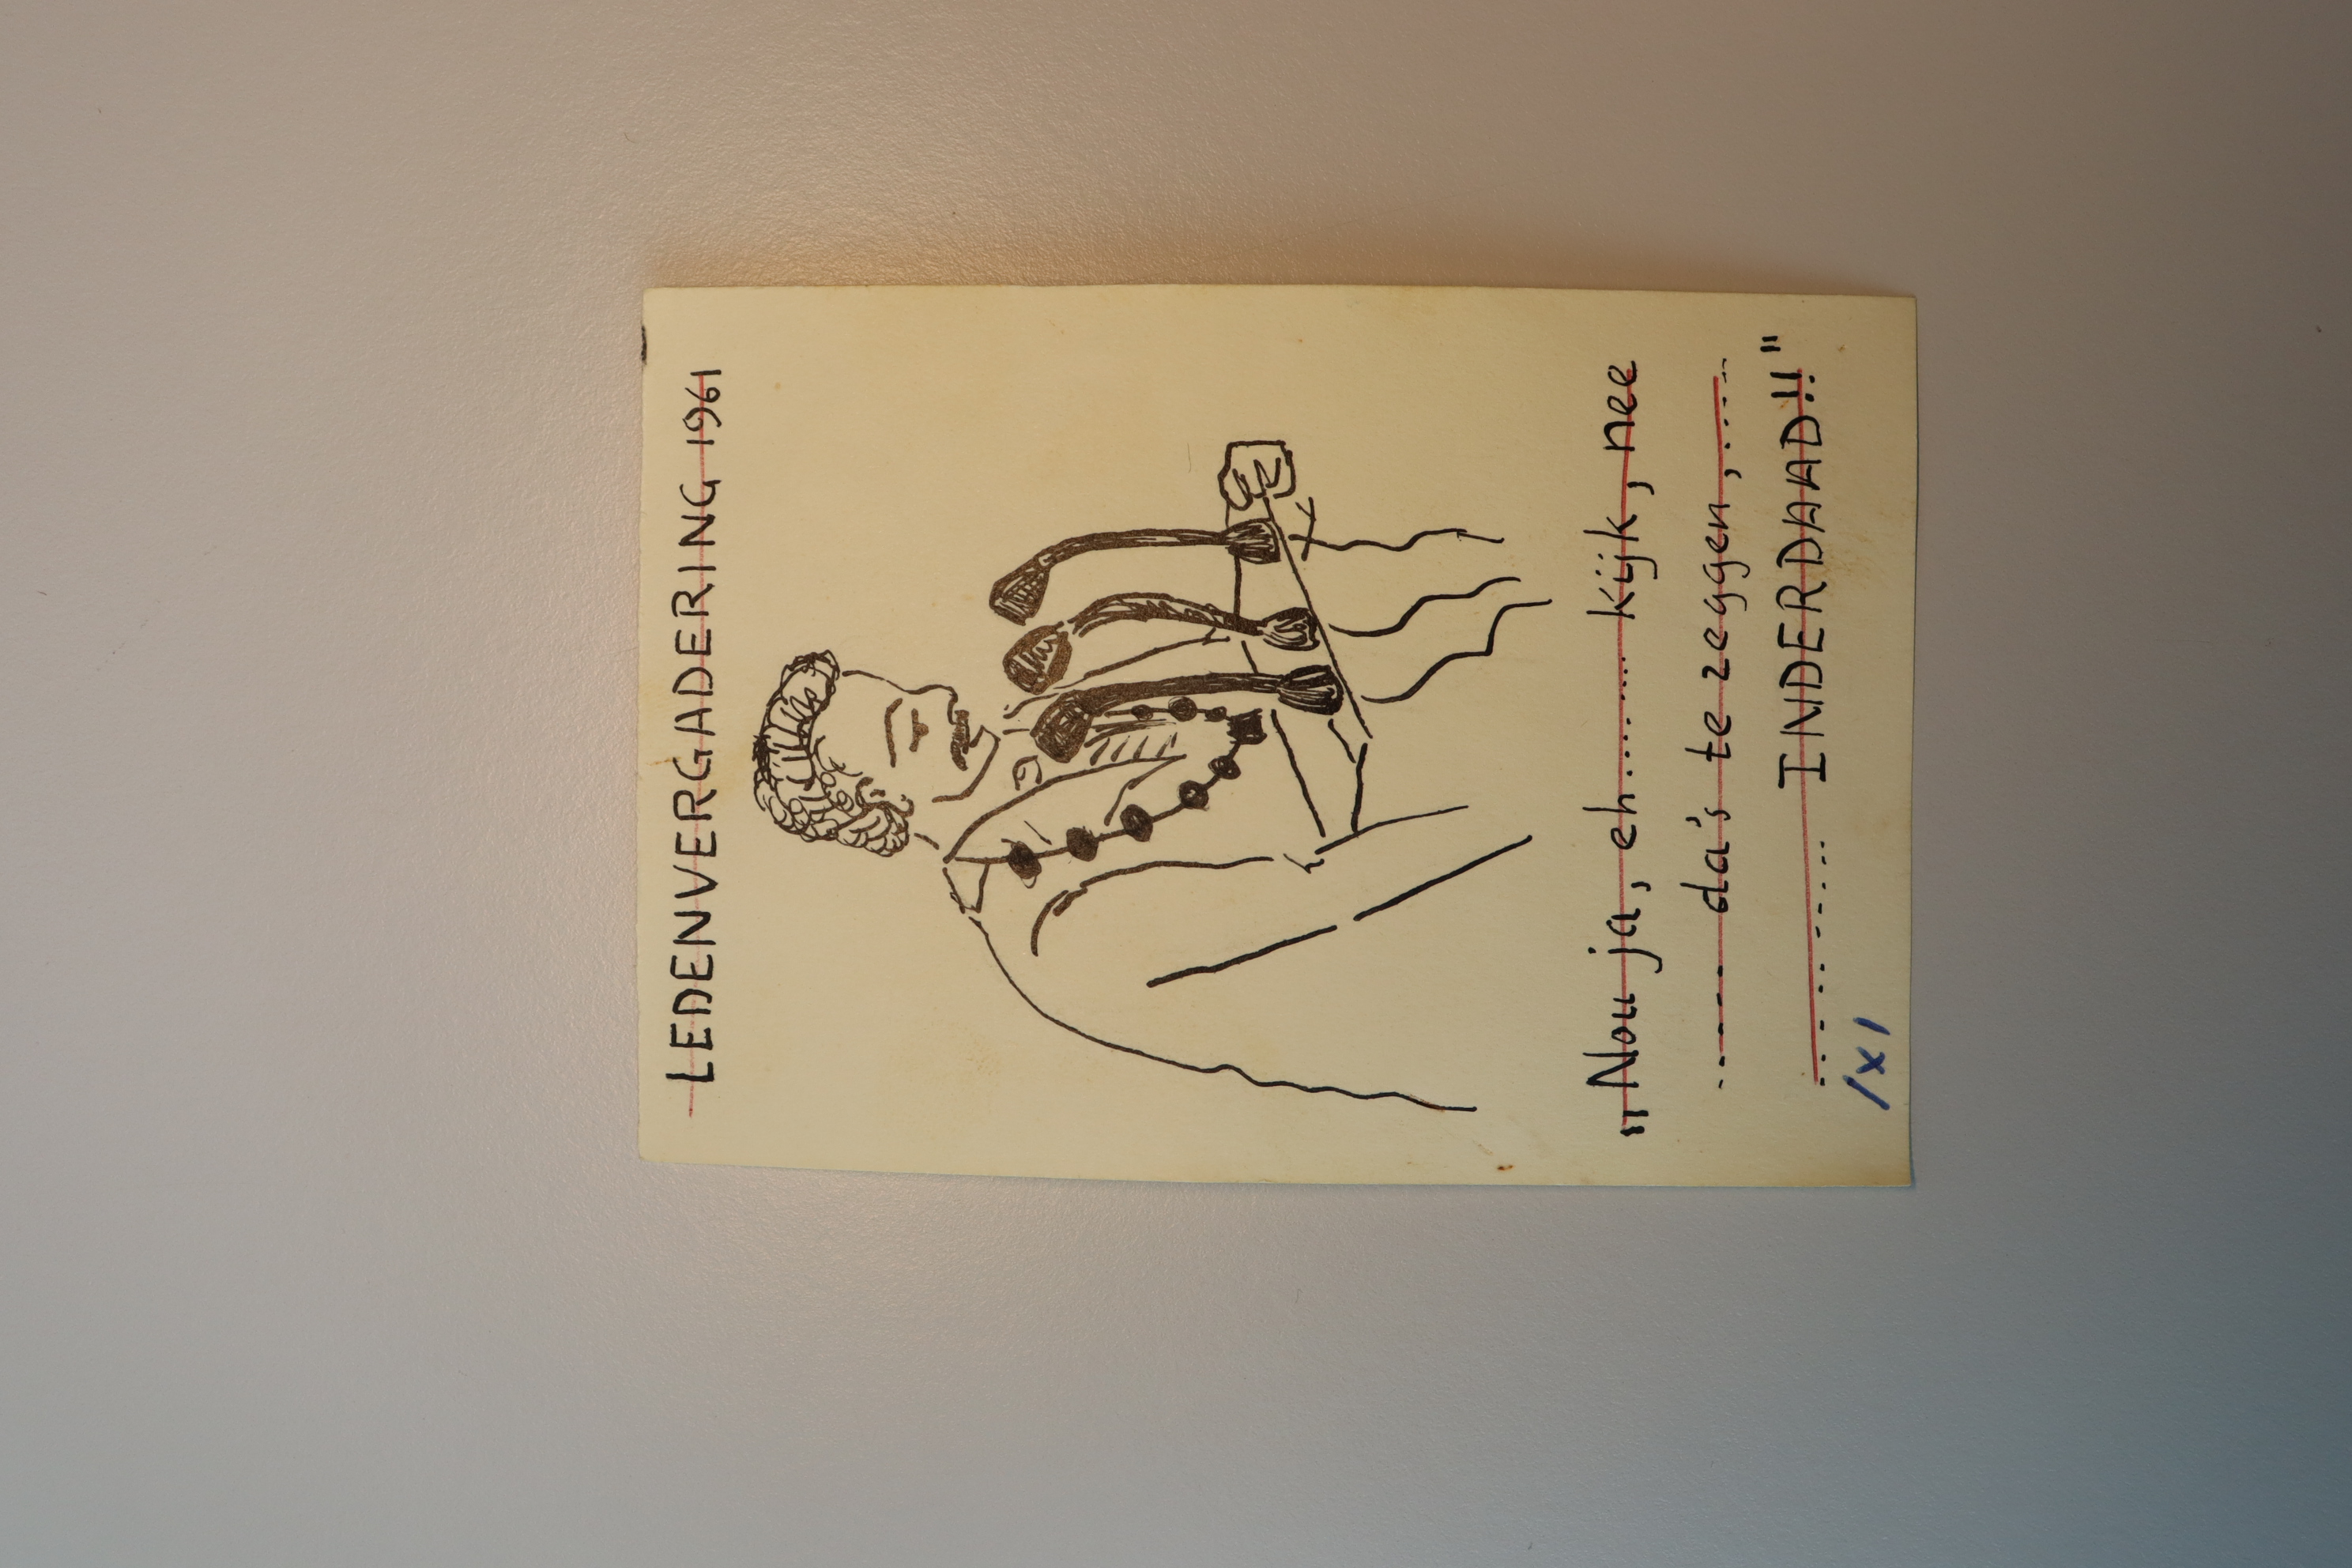 LEDENVERGADERING 1961
„Nou ja, eh......... kijk, nee
........ da's te zeggen, ......
.............. INDERDAAD!!"
1x1